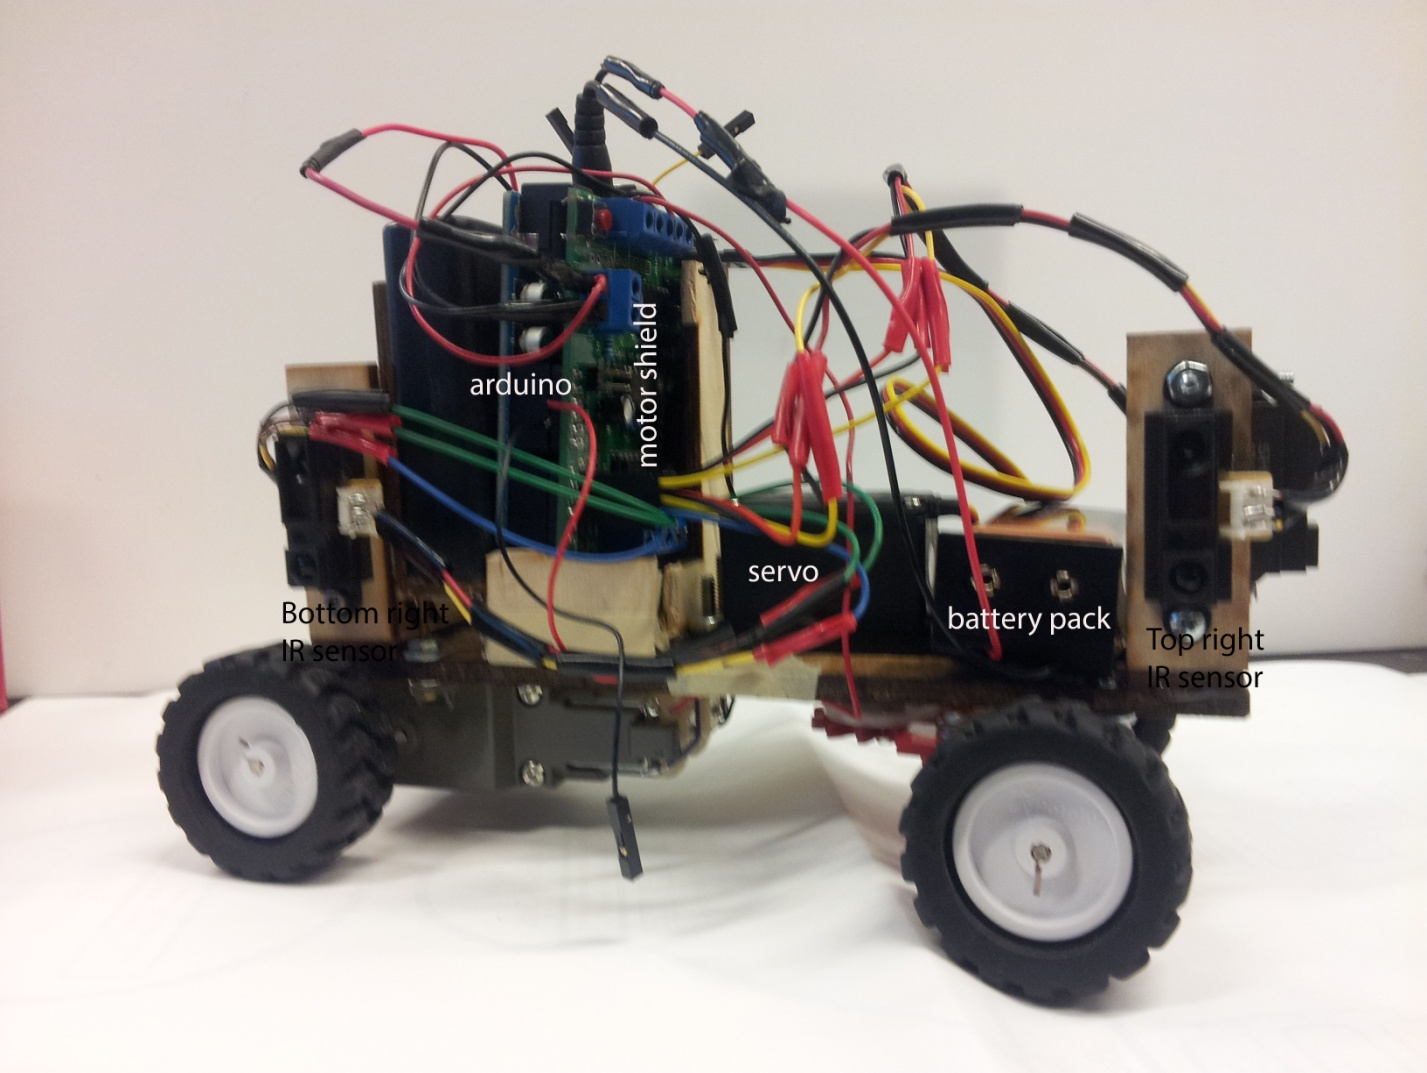 arduino
motor shield
servo
battery pack
Bottom right
IR sensor
Top right
IR sensor